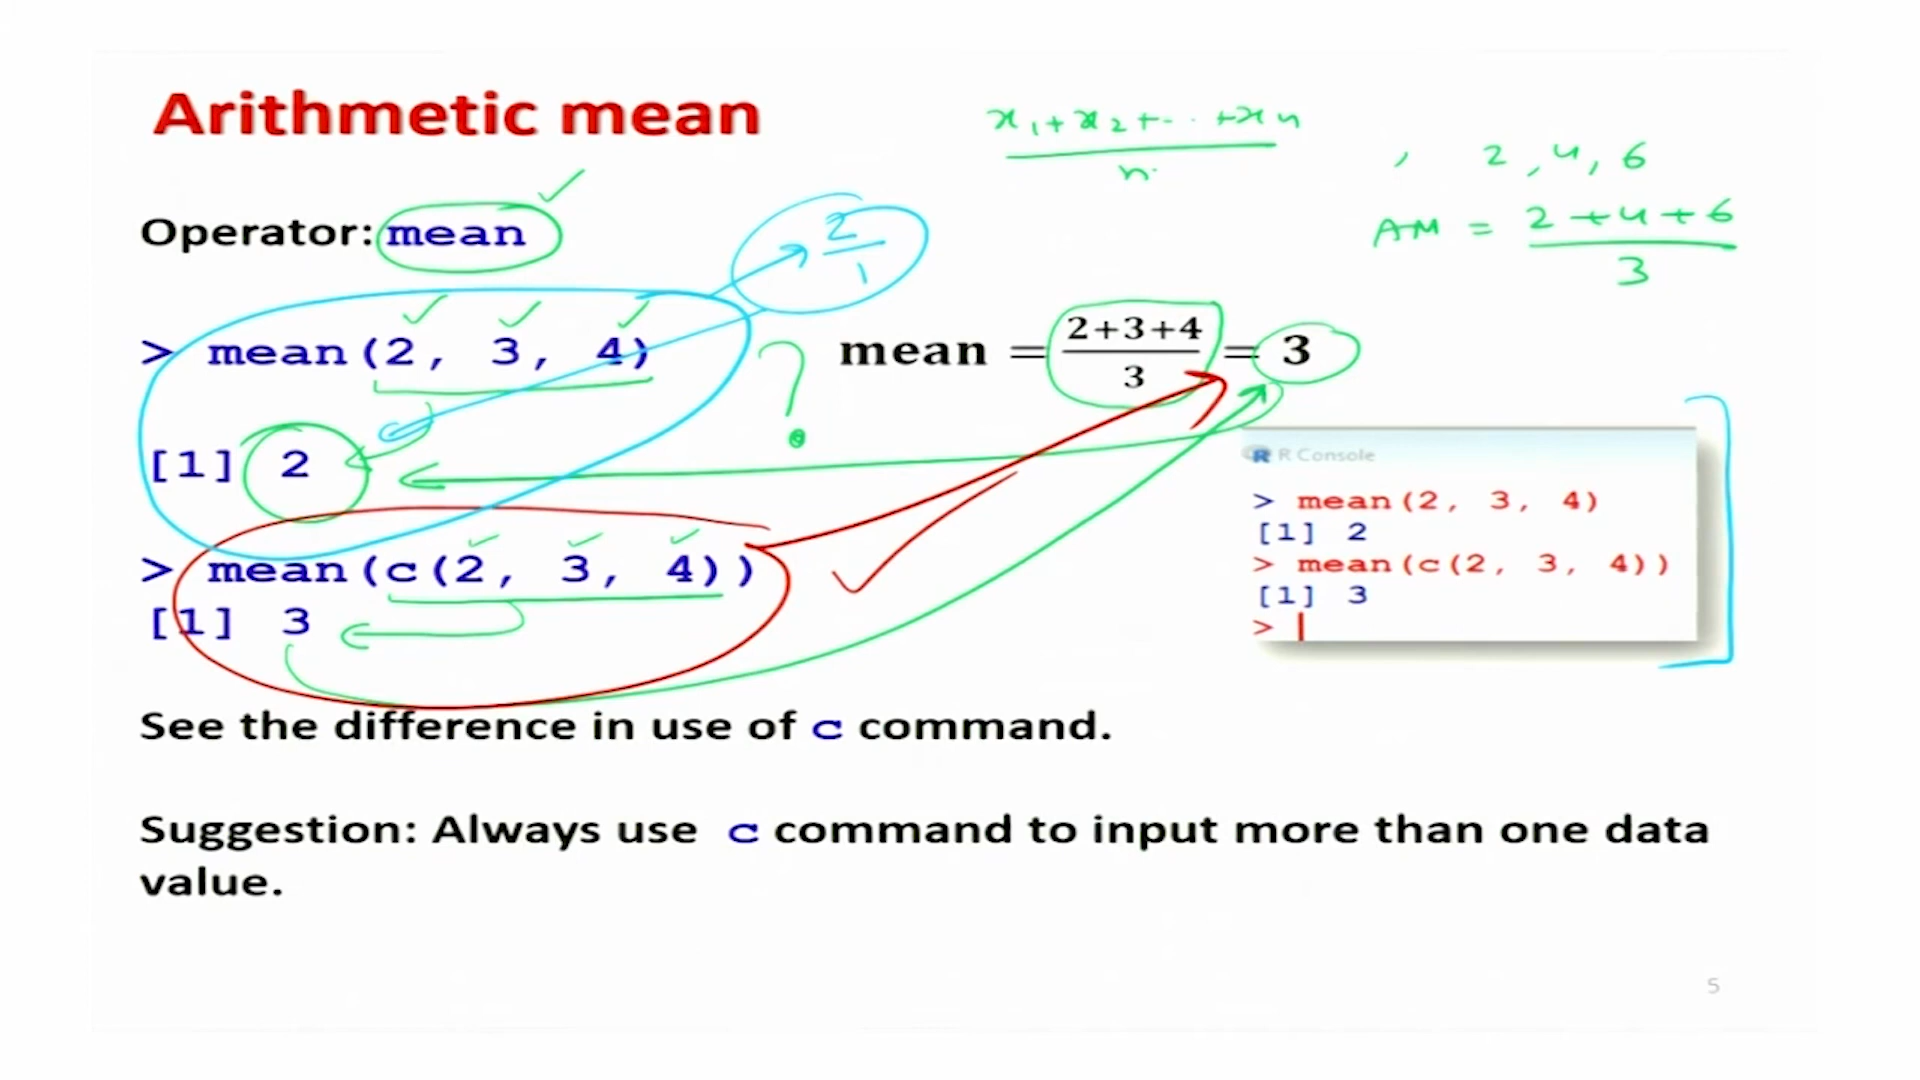 Arithmetic mean
x1+x2+...+xn
n
, 2,4,6
Operator: mean
2
1
AM = 2+4+6
3
> mean(2, 3, 4)
?
mean = 2+3+4 = 3
3
[1] 2
R Console
> mean(2, 3, 4)
[1] 2
> mean(c(2, 3, 4))
[1] 3
>
> mean(c(2, 3, 4))
[1] 3
See the difference in use of c command.
Suggestion: Always use c command to input more than one data
value.
5